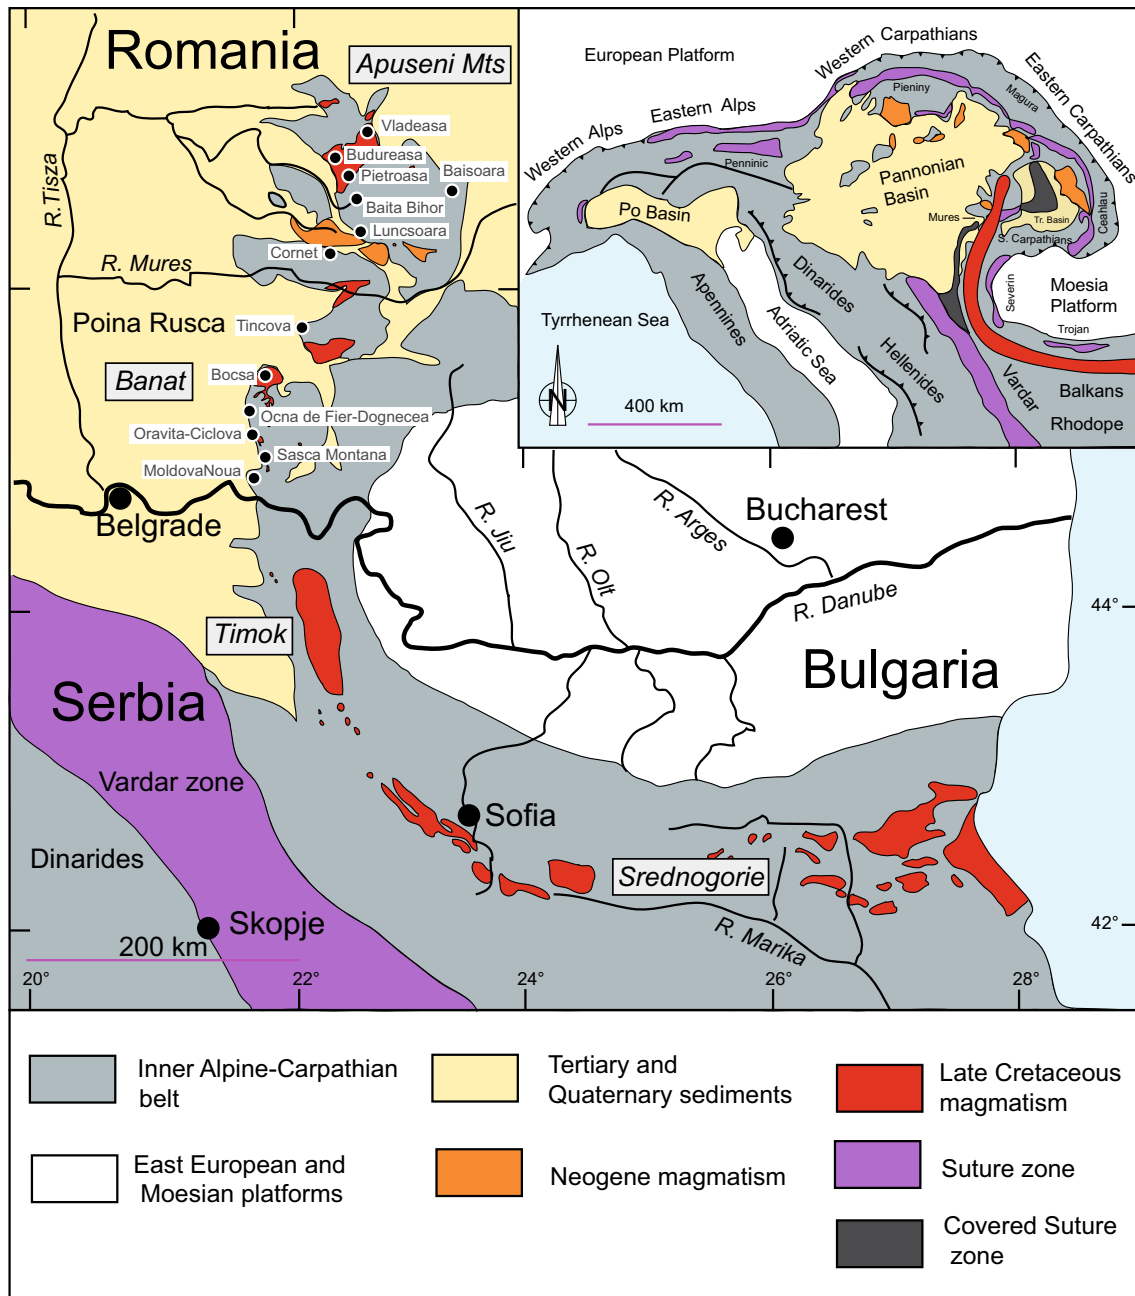 Romania
Apuseni Mts
Vladeasa
Budureasa
Pietroasa
Baisoara
Baita Bihor
Luncsoara
Cornet
R.Tisza
R. Mures
Poina Rusca
Tincova
Banat
Bocsa
Ocna de Fier-Dognecea
Oravita-Ciclova
Sasca Montana
MoldovaNoua
Belgrade
R. Jiu
R. Olt
R. Arges
Bucharest
R. Danube
44°
Timok
Serbia
Bulgaria
Vardar zone
Dinarides
Sofia
Srednogorie
Skopje
R. Marika
42°
200 km
20°
22°
24°
26°
28°
European Platform
Western Carpathians
Eastern Carpathians
Western Alps
Eastern Alps
Pieniny
Magura
Penninic
Pannonian
Basin
Po Basin
Mures
Tr. Basin
Ceahlau
S. Carpathians
Dinarides
Severin
Moesia
Platform
Trojan
Tyrrhenean Sea
Apennines
Adriatic Sea
Hellenides
Vardar
Balkans
Rhodope
N
400 km
Inner Alpine-Carpathian
belt
Tertiary and
Quaternary sediments
Late Cretaceous
magmatism
East European and
Moesian platforms
Neogene magmatism
Suture zone
Covered Suture
zone